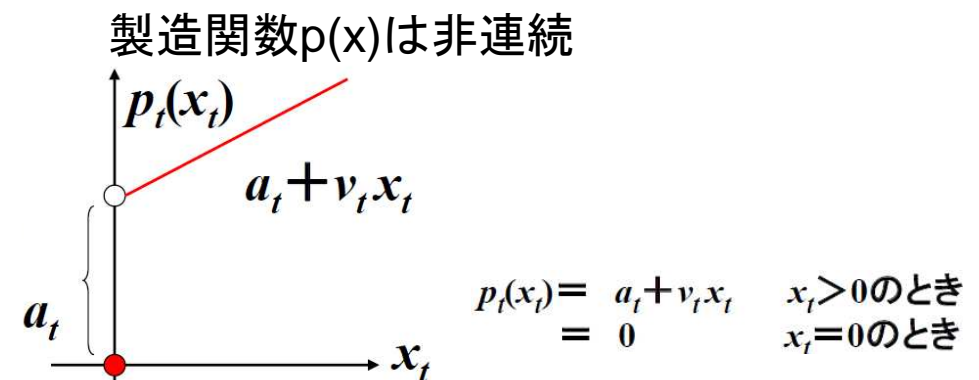 製造関数p(x)は非連続
pₜ(xₜ)
aₜ＋vₜxₜ
aₜ
xₜ
pₜ(xₜ)＝ aₜ＋vₜxₜ xₜ＞0のとき
＝ 0 xₜ＝0のとき